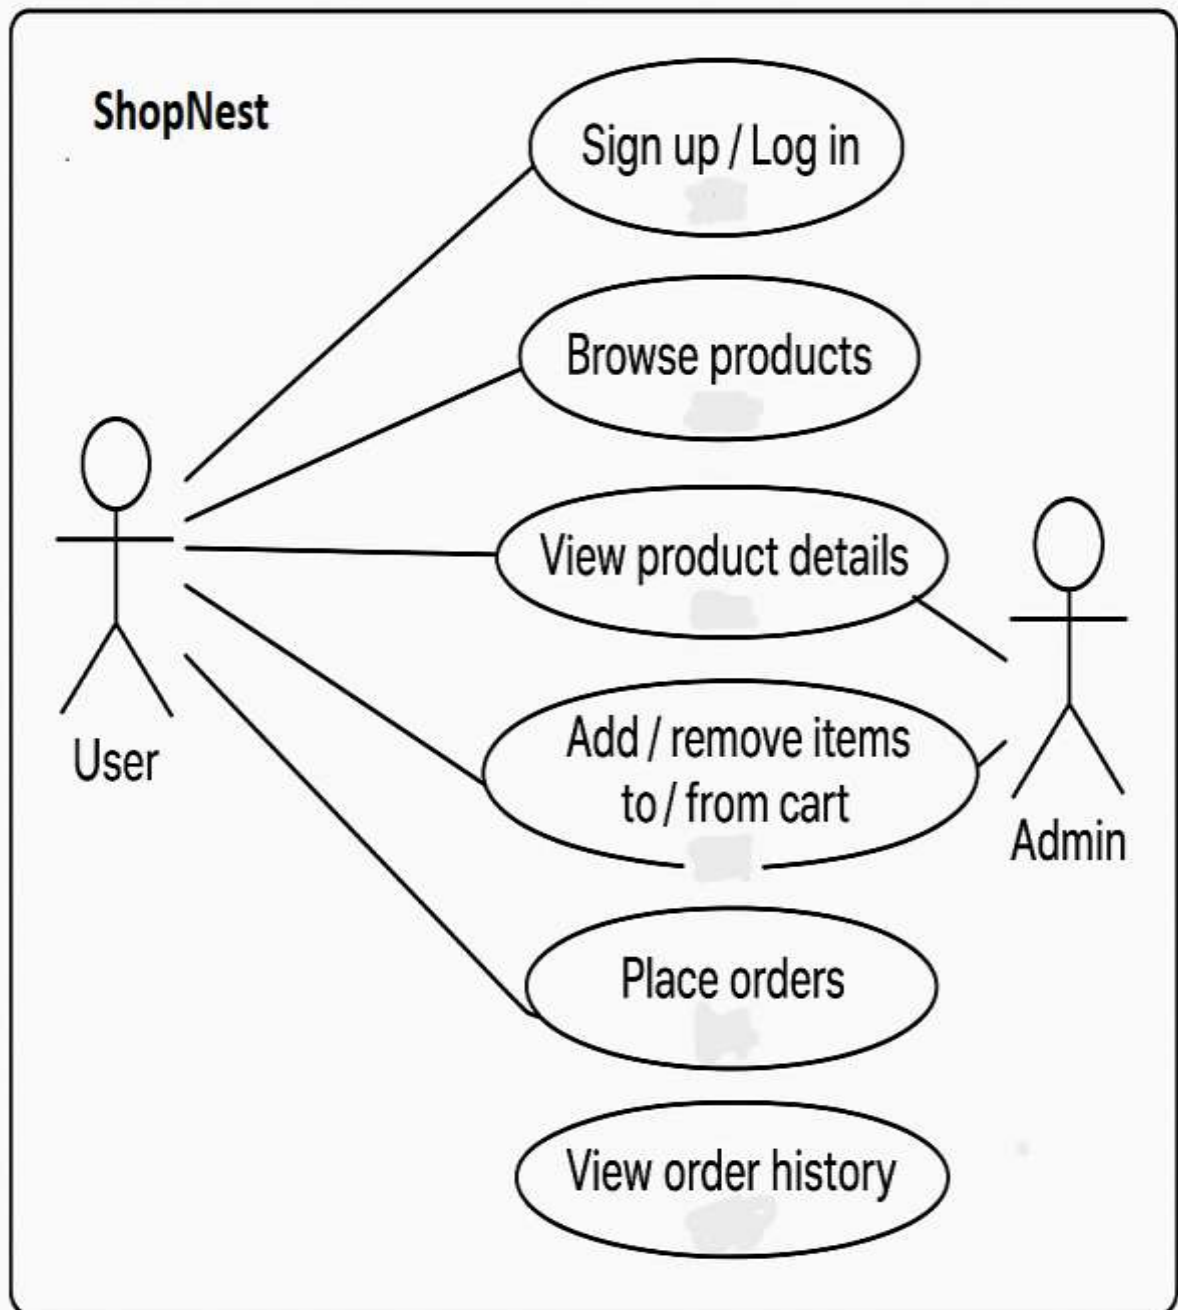 ShopNest
Sign up / Log in
Browse products
View product details
Add / remove items
to / from cart
Place orders
View order history
User
Admin